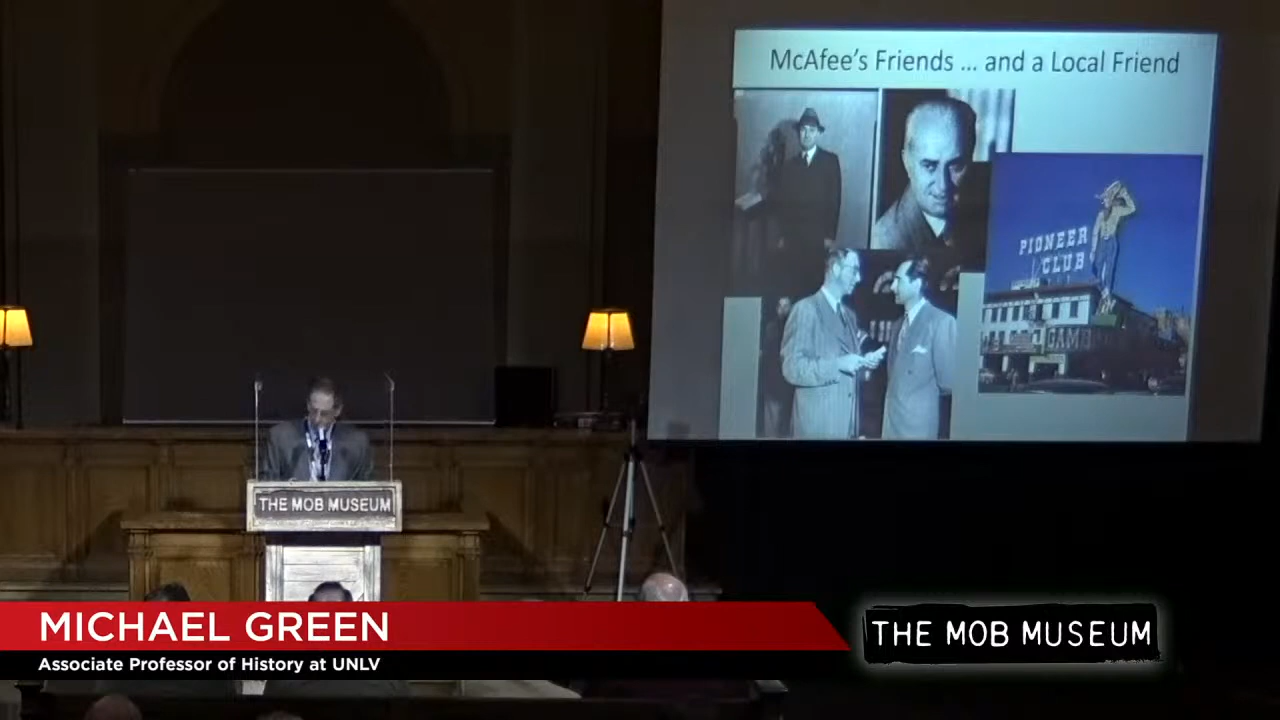 McAfee's Friends ... and a Local Friend
PIONEER
CLUB
GAMB
THE MOB MUSEUM
MICHAEL GREEN
Associate Professor of History at UNLV
THE MOB MUSEUM